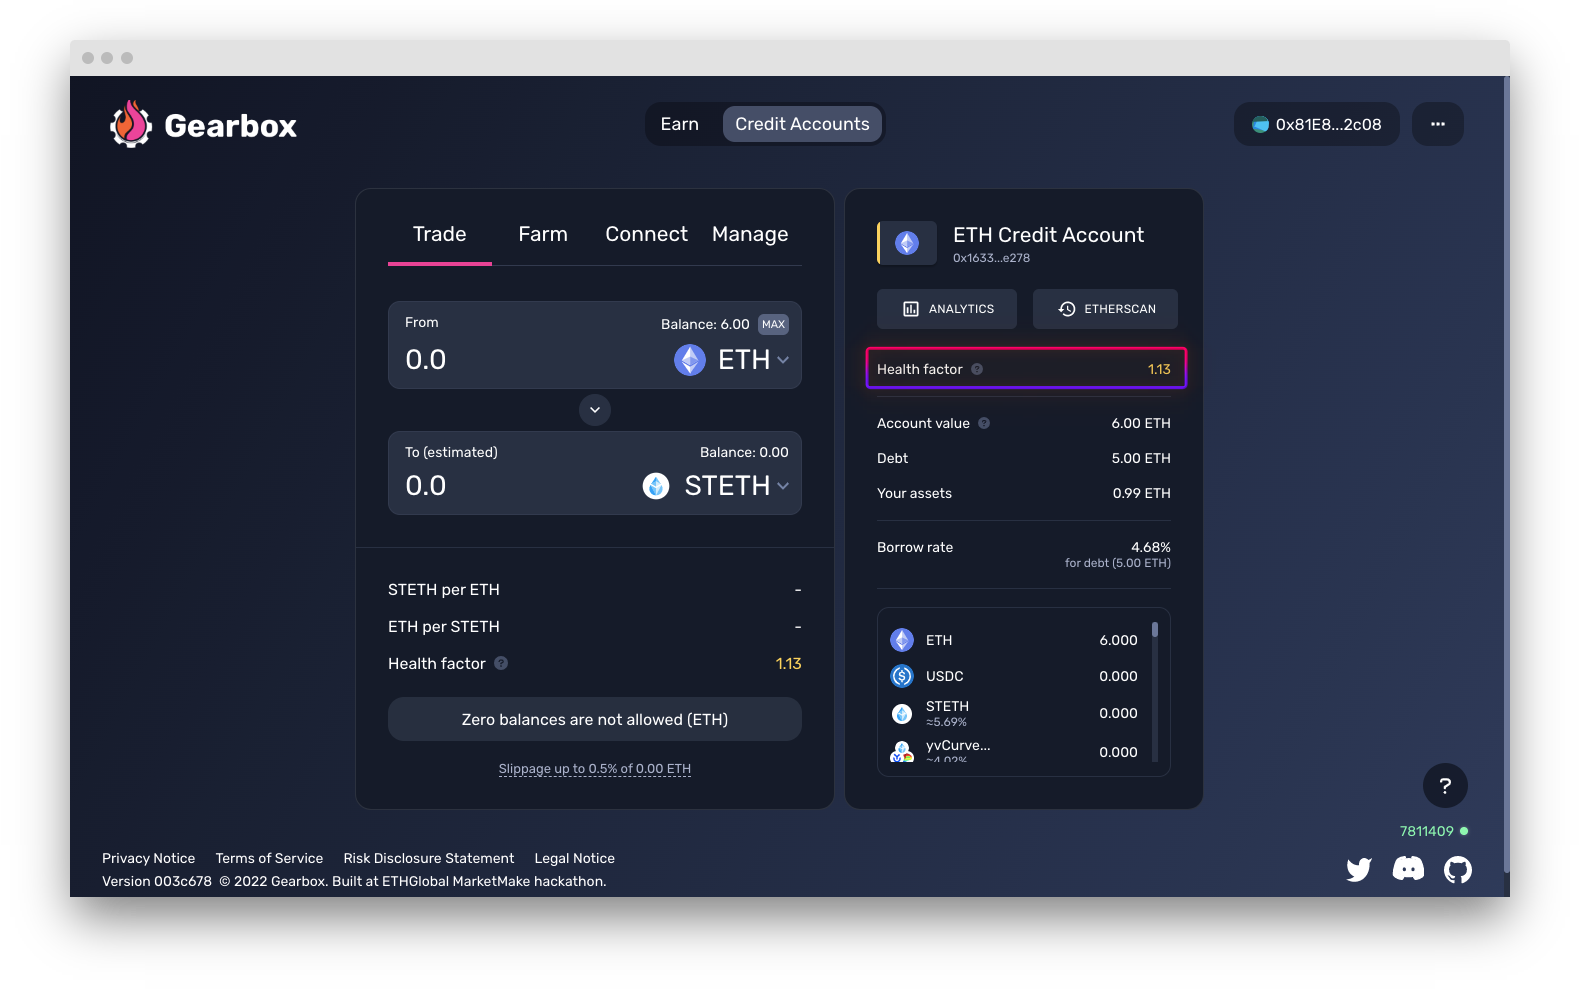 Gearbox
Earn
Credit Accounts
0x81E8...2c08
...
Trade Farm Connect Manage
From
Balance: 6.00 MAX
0.0
ETH
To (estimated)
Balance: 0.00
0.0
STETH
STETH per ETH -
ETH per STETH -
Health factor ? 1.13
Zero balances are not allowed (ETH)
Slippage up to 0.5% of 0.00 ETH
ETH Credit Account
0x1633...e278
ANALYTICS
ETHERSCAN
Health factor ? 1.13
Account value ? 6.00 ETH
Debt 5.00 ETH
Your assets 0.99 ETH
Borrow rate 4.68%
for debt (5.00 ETH)
ETH 6.000
USDC 0.000
STETH 0.000
≈5.69%
yvCurve... 0.000
≈4.02%
?
7811409
Privacy Notice Terms of Service Risk Disclosure Statement Legal Notice
Version 003c678 © 2022 Gearbox. Built at ETHGlobal MarketMake hackathon.